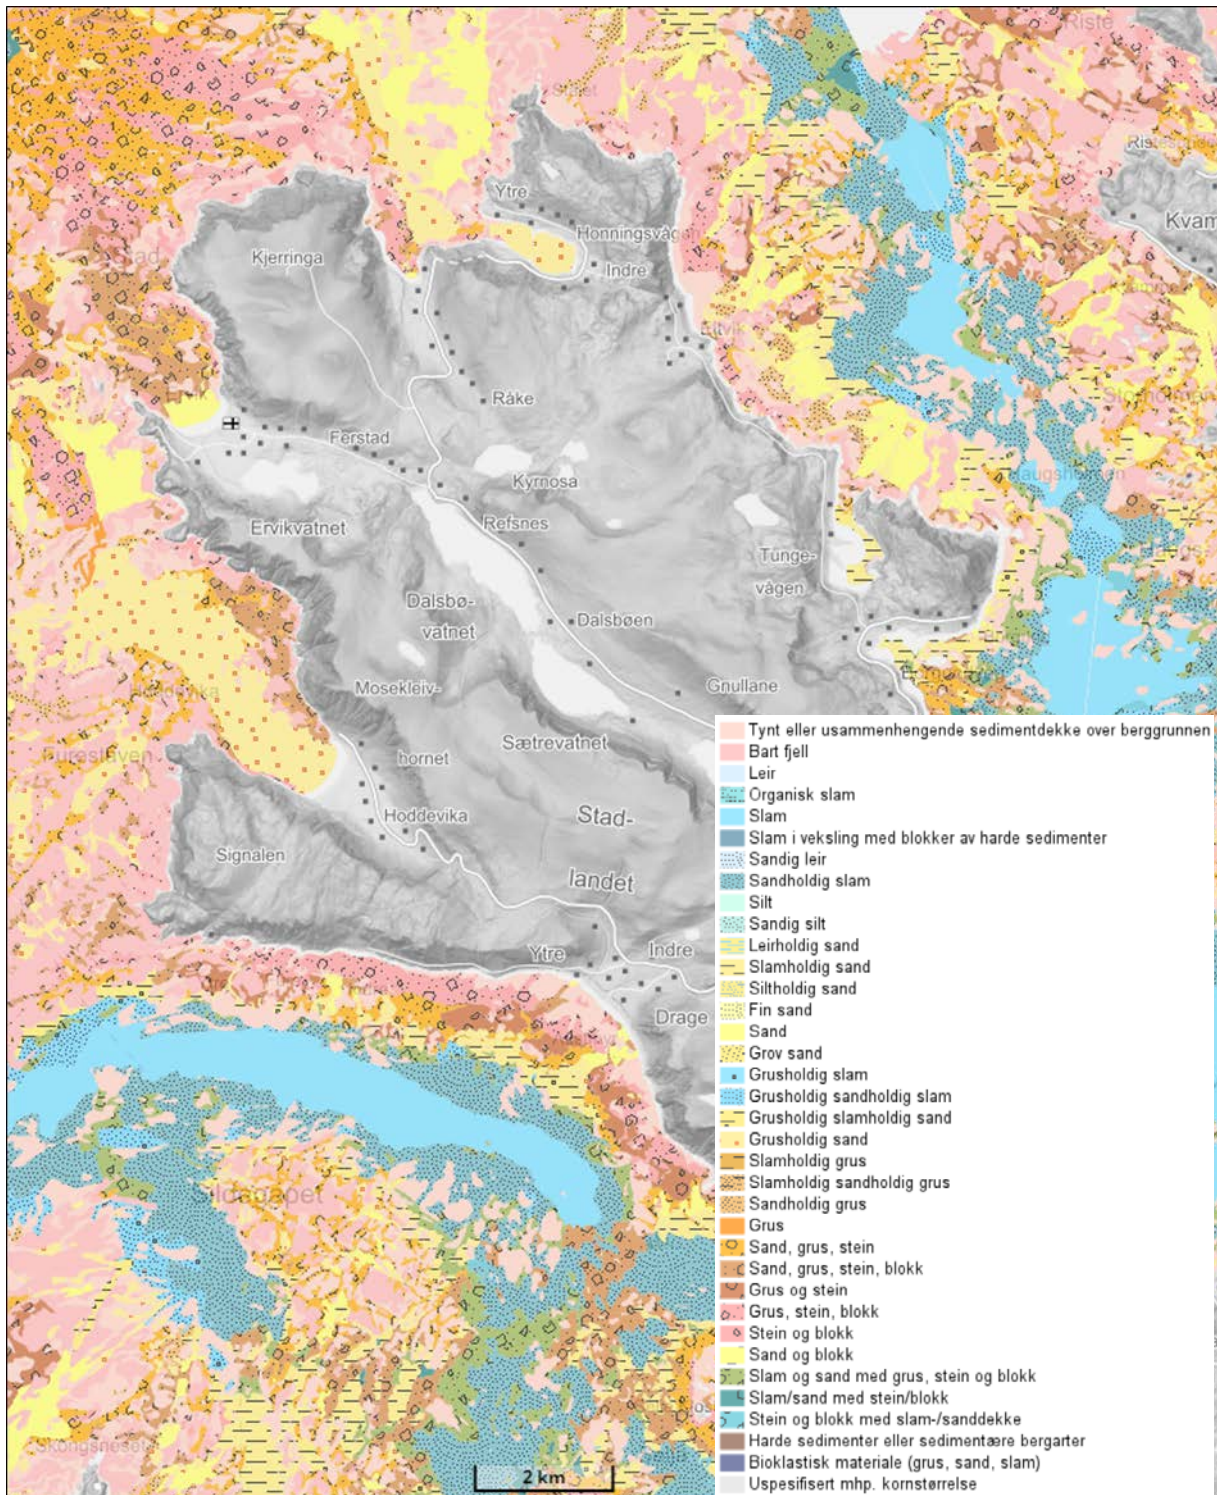 Riste
Stad
Kjerringa
Ytre
Honningsvågen
Indre
Kvam
Råke
Ferstad
Kyrnosa
Ervikvatnet
Refsnes
Tunge-
vågen
Dalsbø-
vatnet
Dalsbøen
Mosekleiv-
hornet
Gnullane
Sætrevatnet
Furestaven
Hoddevika
Signalen
Stad-
landet
Ytre
Indre
Drage
Sildagapet
Skongsneset
2 km
Tynt eller usammenhengende sedimentdekke over berggrunnen
Bart fjell
Leir
Organisk slam
Slam
Slam i veksling med blokker av harde sedimenter
Sandig leir
Sandholdig slam
Silt
Sandig silt
Leirholdig sand
Slamholdig sand
Siltholdig sand
Fin sand
Sand
Grov sand
Grusholdig slam
Grusholdig sandholdig slam
Grusholdig slamholdig sand
Grusholdig sand
Slamholdig grus
Slamholdig sandholdig grus
Sandholdig grus
Grus
Sand, grus, stein
Sand, grus, stein, blokk
Grus og stein
Grus, stein, blokk
Stein og blokk
Sand og blokk
Slam og sand med grus, stein og blokk
Slam/sand med stein/blokk
Stein og blokk med slam-/sanddekke
Harde sedimenter eller sedimentære bergarter
Bioklastisk materiale (grus, sand, slam)
Uspesifisert mhp. kornstørrelse